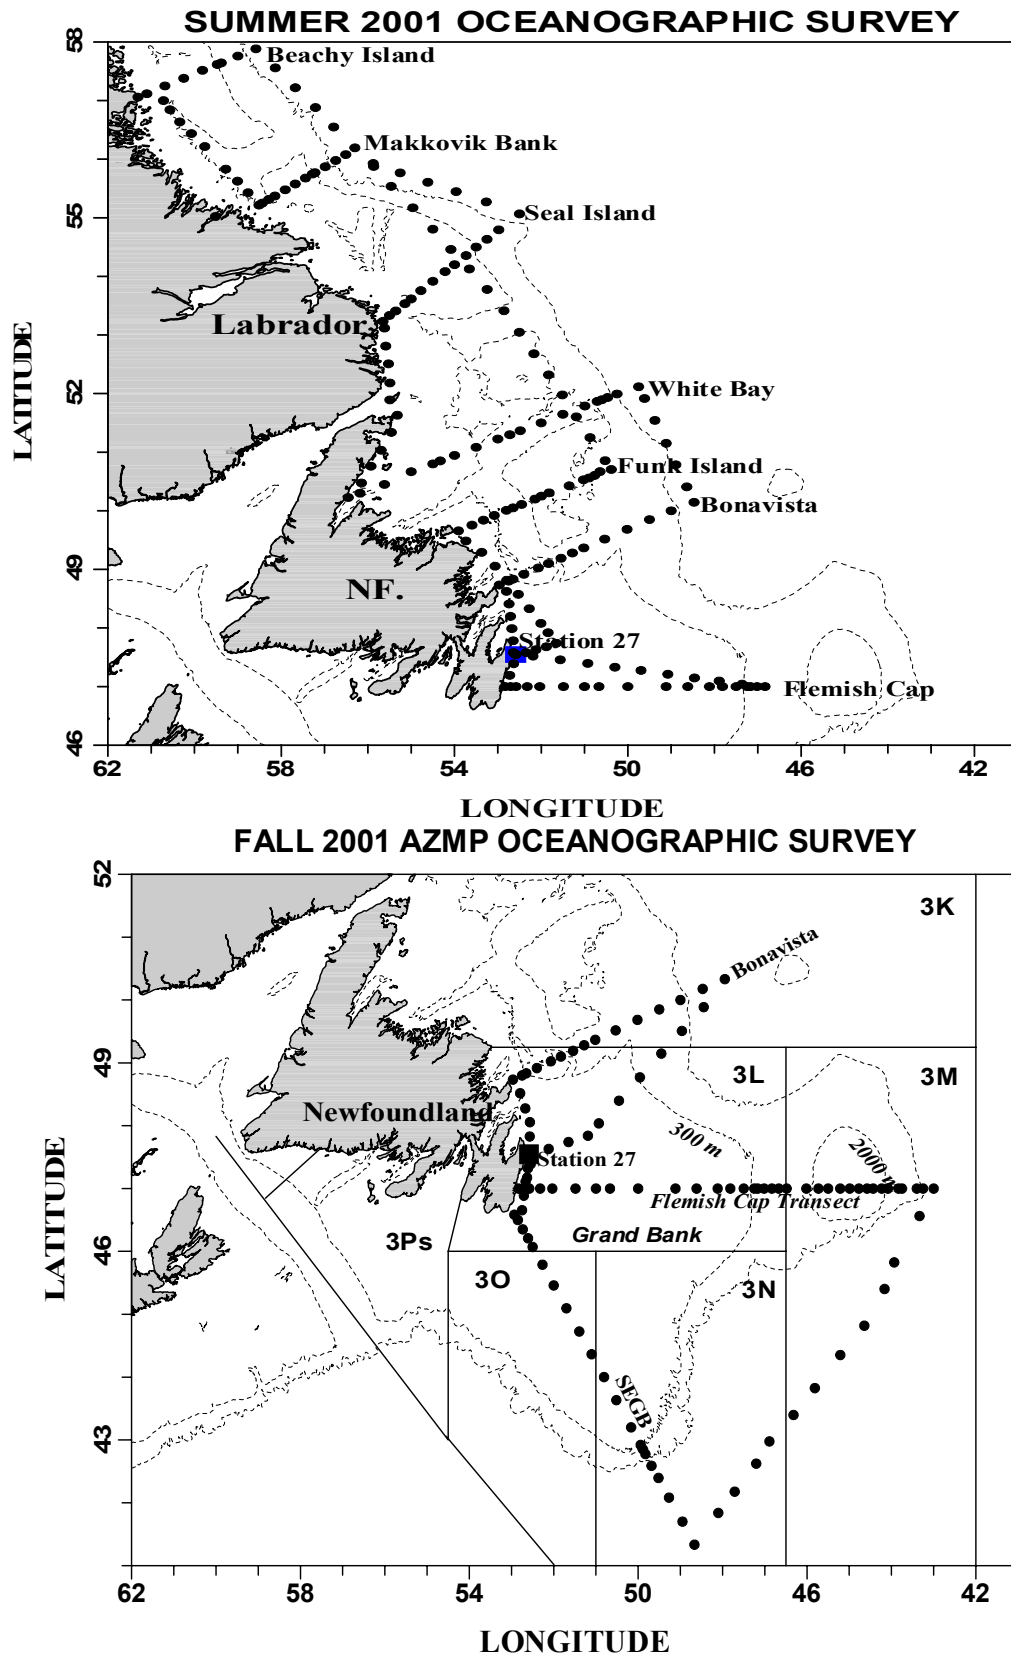 SUMMER 2001 OCEANOGRAPHIC SURVEY
58
Beachy Island
Makkovik Bank
55
Seal Island
Labrador
LATITUDE
52
White Bay
Funk Island
Bonavista
49
NF.
Station 27
Flemish Cap
46
62 58 54 50 46 42
LONGITUDE
FALL 2001 AZMP OCEANOGRAPHIC SURVEY
52
3K
Bonavista
49
3L
3M
Newfoundland
300 m
2000 m
Station 27
Flemish Cap Transect
LATITUDE
3Ps
Grand Bank
46
3O
3N
SEGB
43
62 58 54 50 46 42
LONGITUDE